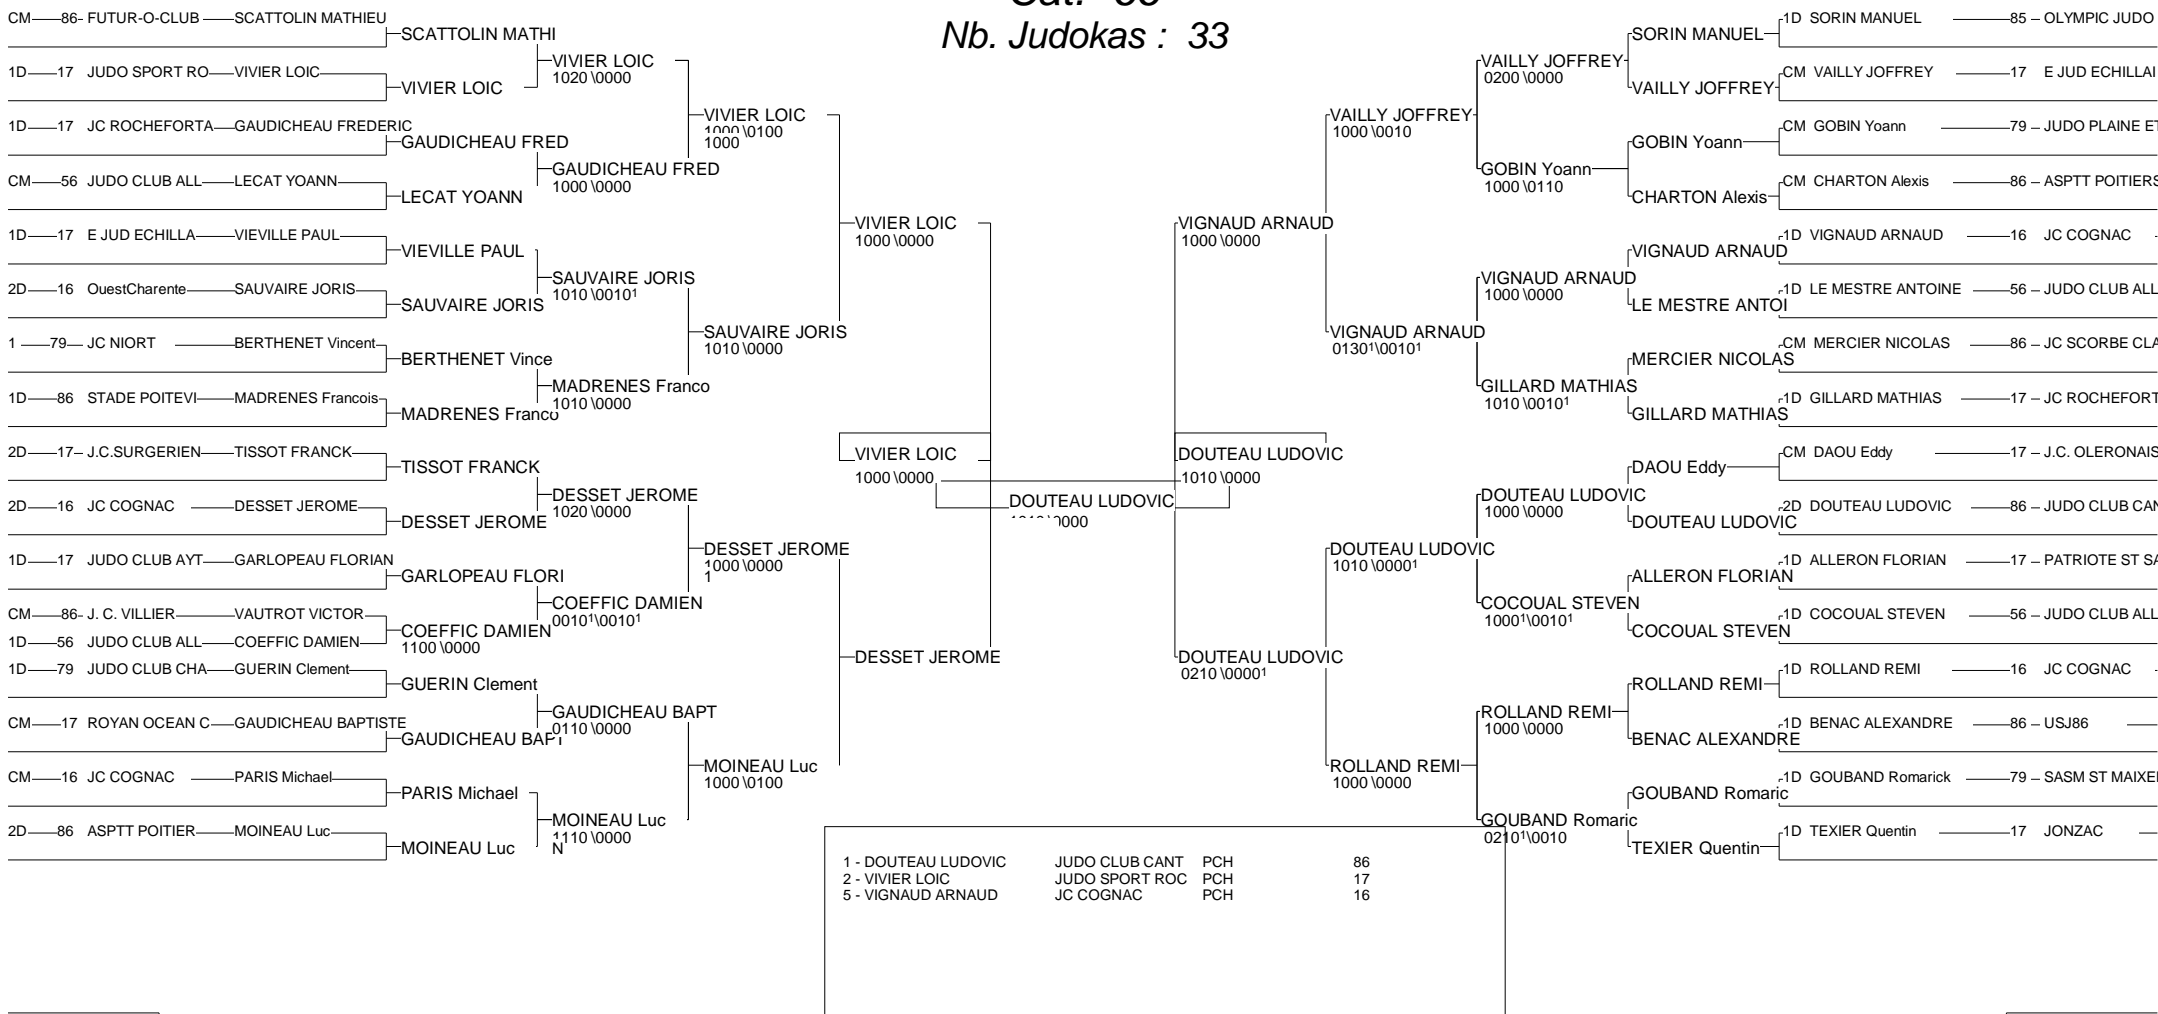 Nb. Judokas : 33
CM 86 FUTUR-O-CLUB SCATTOLIN MATHIEU
SCATTOLIN MATHI
1D 17 JUDO SPORT RO VIVIER LOIC
VIVIER LOIC
VIVIER LOIC
1020 \0000
1D 17 JC ROCHEFORTA GAUDICHEAU FREDERIC
GAUDICHEAU FRED
CM 56 JUDO CLUB ALL LECAT YOANN
LECAT YOANN
GAUDICHEAU FRED
1000 \0000
VIVIER LOIC
1000 \0100
1000
1D 17 E JUD ECHILLA VIEVILLE PAUL
VIEVILLE PAUL
2D 16 OuestCharente SAUVAIRE JORIS
SAUVAIRE JORIS
SAUVAIRE JORIS
1010 \0010¹
1 79 JC NIORT BERTHENET Vincent
BERTHENET Vince
1D 86 STADE POITEVI MADRENES Francois
MADRENES Franco
MADRENES Franco
1010 \0000
SAUVAIRE JORIS
1010 \0000
VIVIER LOIC
1000 \0000
2D 17 J.C.SURGERIEN TISSOT FRANCK
TISSOT FRANCK
2D 16 JC COGNAC DESSET JEROME
DESSET JEROME
DESSET JEROME
1020 \0000
1D 17 JUDO CLUB AYT GARLOPEAU FLORIAN
GARLOPEAU FLORI
CM 86 J. C. VILLIER VAUTROT VICTOR
1D 56 JUDO CLUB ALL COEFFIC DAMIEN
COEFFIC DAMIEN
1100 \0000
COEFFIC DAMIEN
0010¹\0010¹
DESSET JEROME
1000 \0000
1
1D 79 JUDO CLUB CHA GUERIN Clement
GUERIN Clement
CM 17 ROYAN OCEAN C GAUDICHEAU BAPTISTE
GAUDICHEAU BAPT
GAUDICHEAU BAPT
0110 \0000
CM 16 JC COGNAC PARIS Michael
PARIS Michael
2D 86 ASPTT POITIER MOINEAU Luc
MOINEAU Luc
MOINEAU Luc
1110 \0000
N
MOINEAU Luc
1000 \0100
DESSET JEROME
VIVIER LOIC
1000 \0000
DOUTEAU LUDOVIC
DOUTEAU LUDOVIC
1010 \0000
VIGNAUD ARNAUD
1000 \0000
VAILLY JOFFREY
1000 \0010
VAILLY JOFFREY
0200 \0000
SORIN MANUEL
1D SORIN MANUEL 85 OLYMPIC JUDO
VAILLY JOFFREY
CM VAILLY JOFFREY 17 E JUD ECHILLAI
GOBIN Yoann
1000 \0110
GOBIN Yoann
CM GOBIN Yoann 79 JUDO PLAINE ET
CHARTON Alexis
CM CHARTON Alexis 86 ASPTT POITIERS
VIGNAUD ARNAUD
0130¹\0010¹
VIGNAUD ARNAUD
1000 \0000
VIGNAUD ARNAUD
1D VIGNAUD ARNAUD 16 JC COGNAC
LE MESTRE ANTOI
1D LE MESTRE ANTOINE 56 JUDO CLUB ALL
GILLARD MATHIAS
1010 \0010¹
MERCIER NICOLAS
CM MERCIER NICOLAS 86 JC SCORBE CLA
GILLARD MATHIAS
1D GILLARD MATHIAS 17 JC ROCHEFORT
DOUTEAU LUDOVIC
0210 \0000¹
DOUTEAU LUDOVIC
1010 \0000¹
DOUTEAU LUDOVIC
1000 \0000
DAOU Eddy
CM DAOU Eddy 17 J.C. OLERONAIS
DOUTEAU LUDOVIC
2D DOUTEAU LUDOVIC 86 JUDO CLUB CAN
COCOUAL STEVEN
1000¹\0010¹
ALLERON FLORIAN
1D ALLERON FLORIAN 17 PATRIOTE ST SA
COCOUAL STEVEN
1D COCOUAL STEVEN 56 JUDO CLUB ALL
ROLLAND REMI
1000 \0000
ROLLAND REMI
1000 \0000
ROLLAND REMI
1D ROLLAND REMI 16 JC COGNAC
BENAC ALEXANDRE
1D BENAC ALEXANDRE 86 USJ86
GOUBAND Romaric
0210¹\0010
GOUBAND Romaric
1D GOUBAND Romarick 79 SASM ST MAIXE
TEXIER Quentin
1D TEXIER Quentin 17 JONZAC
1 - DOUTEAU LUDOVIC JUDO CLUB CANT PCH 86
2 - VIVIER LOIC JUDO SPORT ROC PCH 17
5 - VIGNAUD ARNAUD JC COGNAC PCH 16